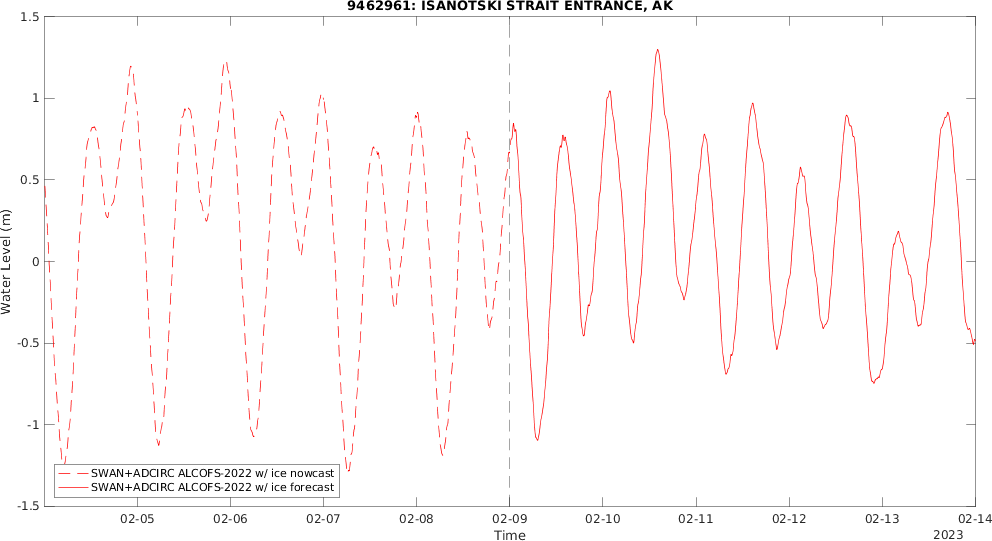 9462961: ISANOTSKI STRAIT ENTRANCE, AK
1.5
1
0.5
0
-0.5
-1
-1.5
Water Level (m)
SWAN+ADCIRC ALCOFS-2022 w/ ice nowcast
SWAN+ADCIRC ALCOFS-2022 w/ ice forecast
02-05 02-06 02-07 02-08 02-09 02-10 02-11 02-12 02-13 02-14
Time
2023